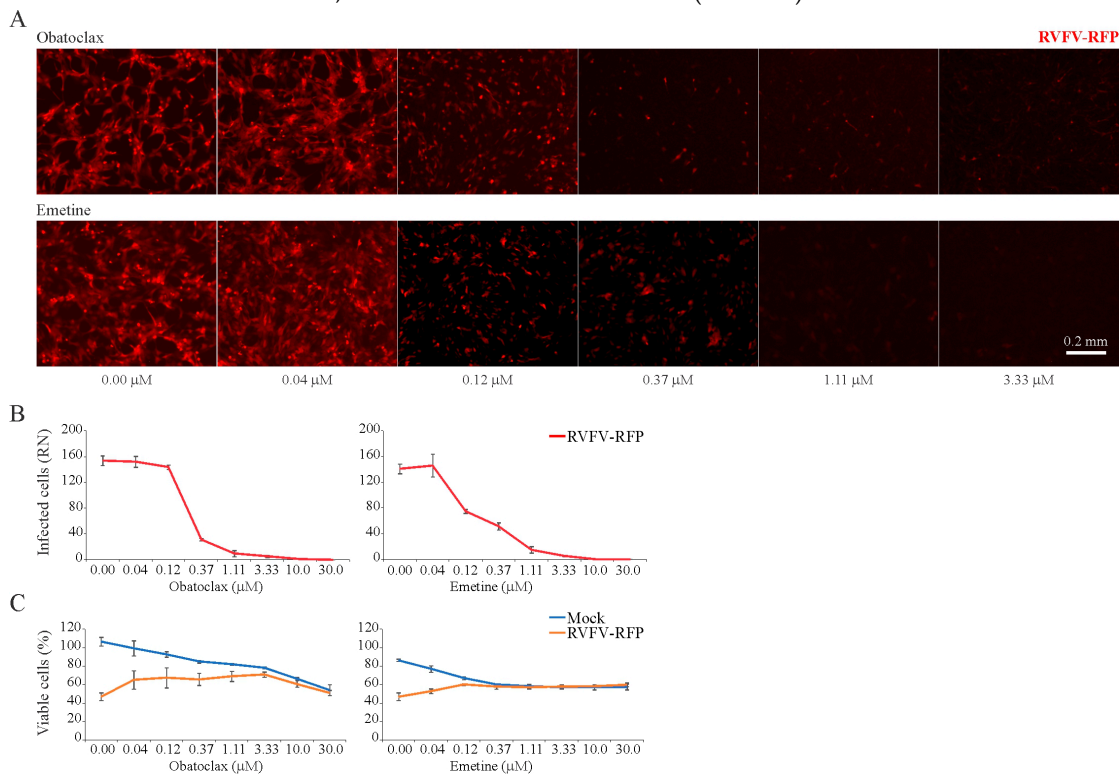 A
Obatoclax
RVFV-RFP
Emetine
0.2 mm
0.00 µM
0.04 µM
0.12 µM
0.37 µM
1.11 µM
3.33 µM
B
Infected cells (RN)
200
160
120
80
40
0
0.00 0.04 0.12 0.37 1.11 3.33 10.0 30.0
Obatoclax (µM)
200
160
120
80
40
0
0.00 0.04 0.12 0.37 1.11 3.33 10.0 30.0
Emetine (µM)
RVFV-RFP
C
Viable cells (%)
120
100
80
60
40
20
0
0.00 0.04 0.12 0.37 1.11 3.33 10.0 30.0
Obatoclax (µM)
120
100
80
60
40
20
0
0.00 0.04 0.12 0.37 1.11 3.33 10.0 30.0
Emetine (µM)
Mock
RVFV-RFP